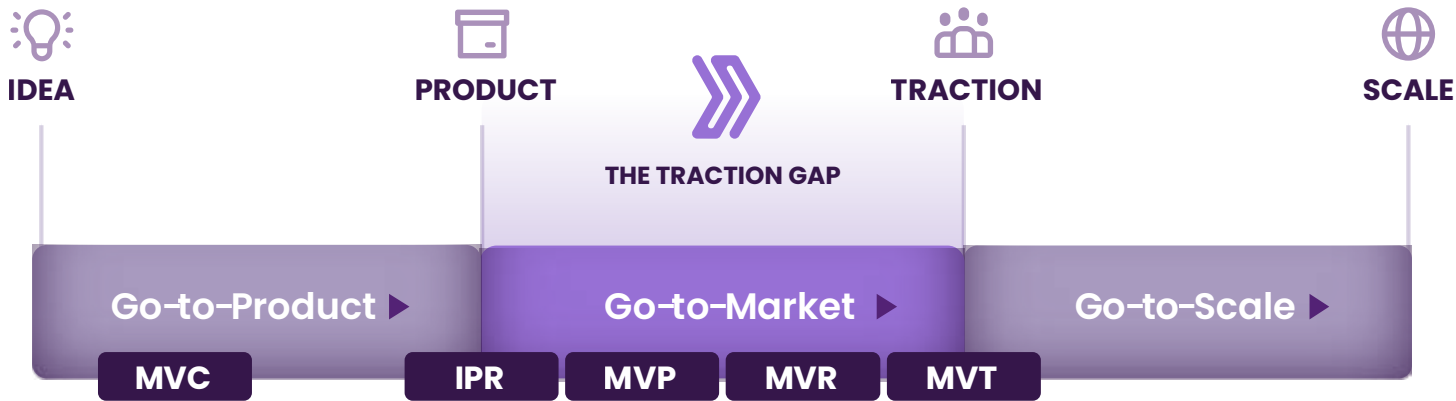 IDEA
PRODUCT
TRACTION
SCALE
THE TRACTION GAP
Go-to-Product
Go-to-Market
Go-to-Scale
MVC
IPR
MVP
MVR
MVT